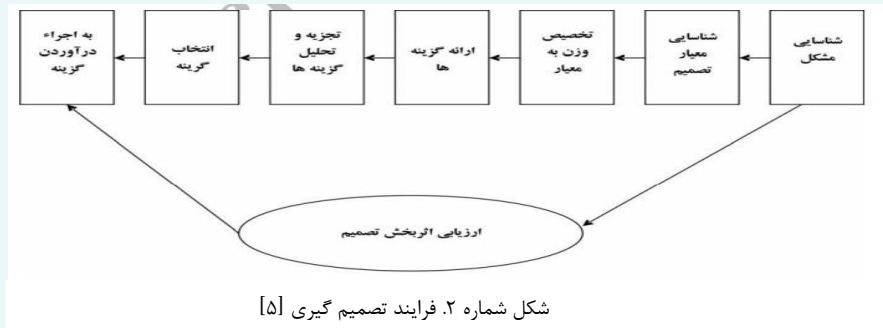 شناسایی
مشکل
شناسایی
معیار
تصمیم
تخصیص
وزن به
معیار
ارائه گزینه
ها
تجزیه و
تحلیل
گزینه ها
انتخاب
گزینه
به اجراء
درآوردن
گزینه
ارزیابی اثربخش تصمیم
شکل شماره ۲. فرایند تصمیم گیری [۵]